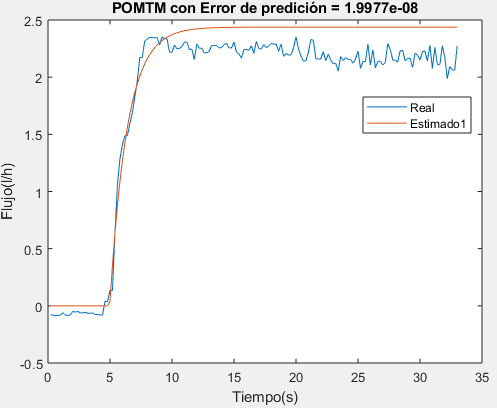 POMTM con Error de predición = 1.9977e-08
2.5
2
1.5
1
0.5
0
-0.5
Flujo(l/h)
Real
Estimado1
0 5 10 15 20 25 30 35
Tiempo(s)